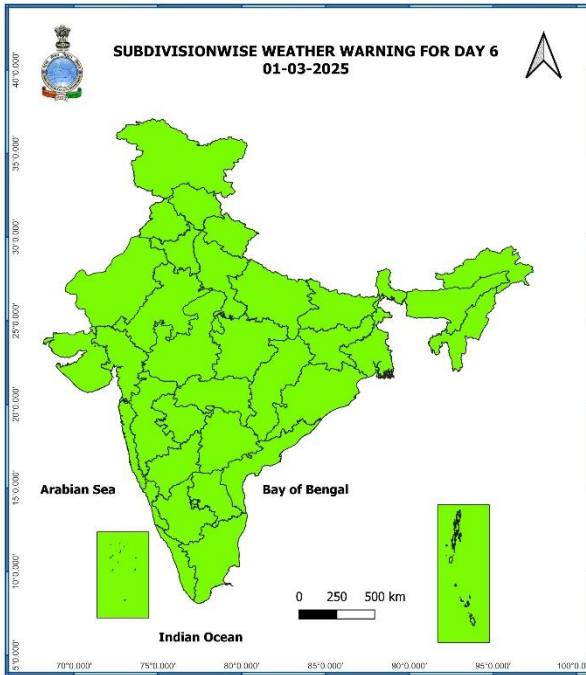 SUBDIVISIONWISE WEATHER WARNING FOR DAY 6
01-03-2025
40°0.000'
35°0.000'
30°0.000'
25°0.000'
20°0.000'
15°0.000'
10°0.000'
5°0.000'
Arabian Sea
Bay of Bengal
0 250 500 km
Indian Ocean
70°0.000' 75°0.000' 80°0.000' 85°0.000' 90°0.000' 95°0.000' 100°0.0